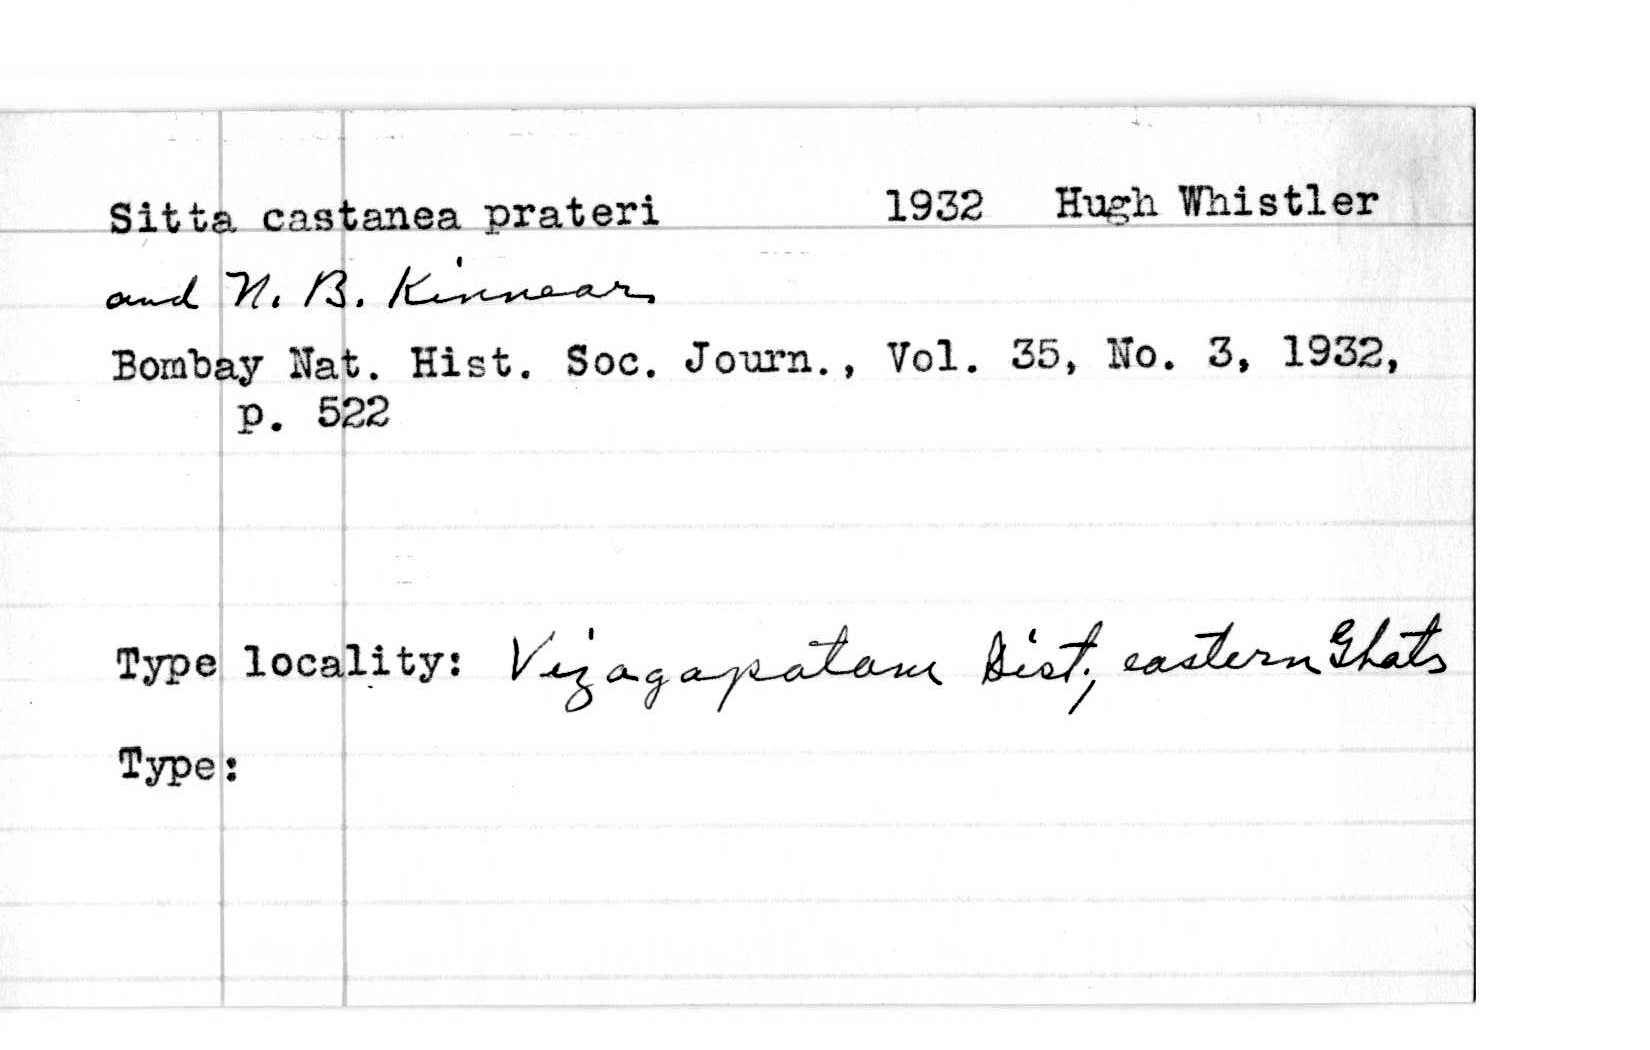 Sitta castanea prateri 1932 Hugh Whistler
and N. B. Kinnear
Bombay Nat. Hist. Soc. Journ., Vol. 35, No. 3, 1932,
p. 522
Type locality: Vizagapatam Dist., eastern Ghats
Type: